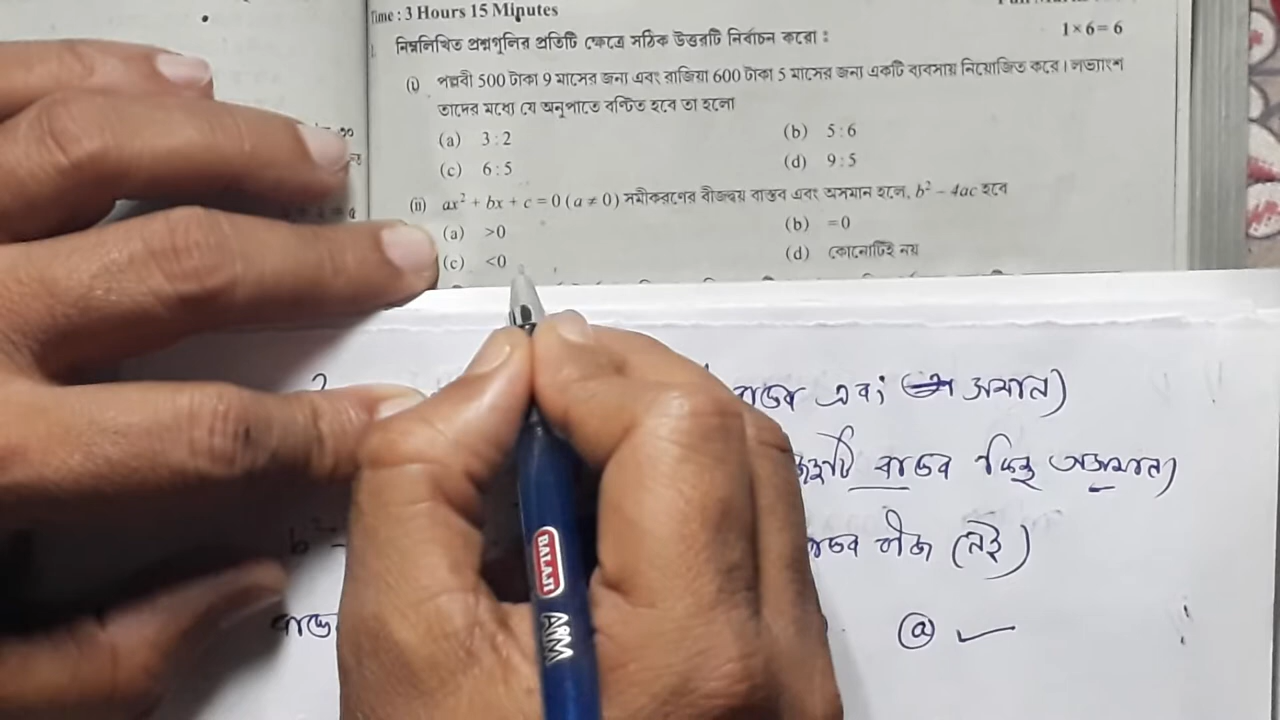 Time : 3 Hours 15 Minutes
নিম্নলিখিত প্রশ্নগুলির প্রতিটি ক্ষেত্রে সঠিক উত্তরটি নির্বাচন করো : 1×6=6
(i) পল্লবী 500 টাকা 9 মাসের জন্য এবং রাজিয়া 600 টাকা 5 মাসের জন্য একটি ব্যবসায় নিয়োজিত করে। লভ্যাংশ
তাদের মধ্যে যে অনুপাতে বণ্টিত হবে তা হলো
(a) 3 : 2 (b) 5 : 6
(c) 6 : 5 (d) 9 : 5
(ii) ax² + bx + c = 0 (a ≠ 0) সমীকরণের বীজদ্বয় বাস্তব এবং অসমান হলে, b² – 4ac হবে
(a) >0 (b) =0
(c) <0 (d) কোনোটিই নয়
এবং সমান)
বাস্তব কিন্তু অসমান)
বীজ নেই)
(a)
BALAJI
AIM